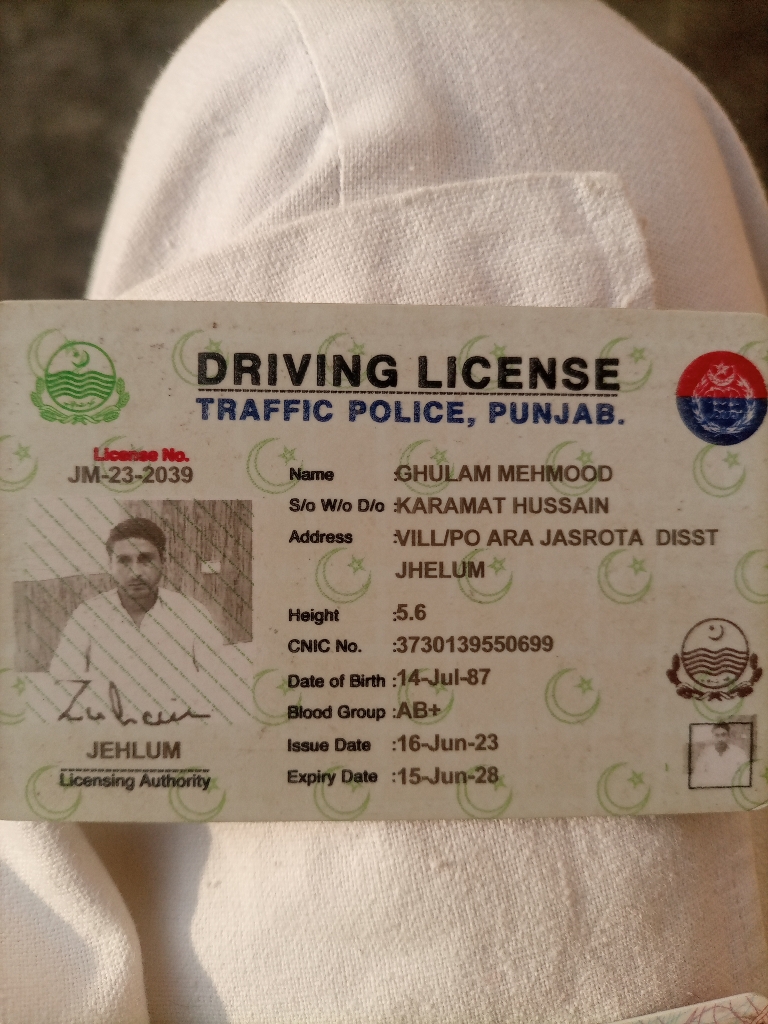 DRIVING LICENSE
TRAFFIC POLICE, PUNJAB.
License No.
JM-23-2039
Name :GHULAM MEHMOOD
S/o W/o D/o :KARAMAT HUSSAIN
Address :VILL/PO ARA JASROTA DISST
JHELUM
Height :5.6
CNIC No. :3730139550699
Date of Birth :14-Jul-87
Blood Group :AB+
Issue Date :16-Jun-23
Expiry Date :15-Jun-28
JEHLUM
Licensing Authority